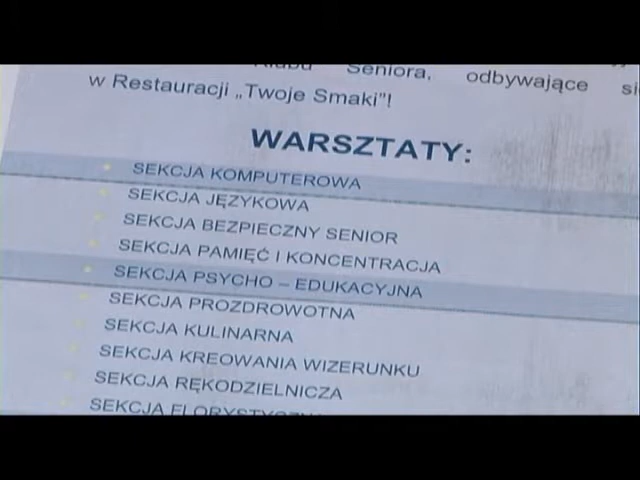 Klubu Seniora, odbywające
w Restauracji „Twoje Smaki”!
WARSZTATY:
SEKCJA KOMPUTEROWA
SEKCJA JĘZYKOWA
SEKCJA BEZPIECZNY SENIOR
SEKCJA PAMIĘĆ I KONCENTRACJA
SEKCJA PSYCHO – EDUKACYJNA
SEKCJA PROZDROWOTNA
SEKCJA KULINARNA
SEKCJA KREOWANIA WIZERUNKU
SEKCJA RĘKODZIELNICZA
SEKCJA